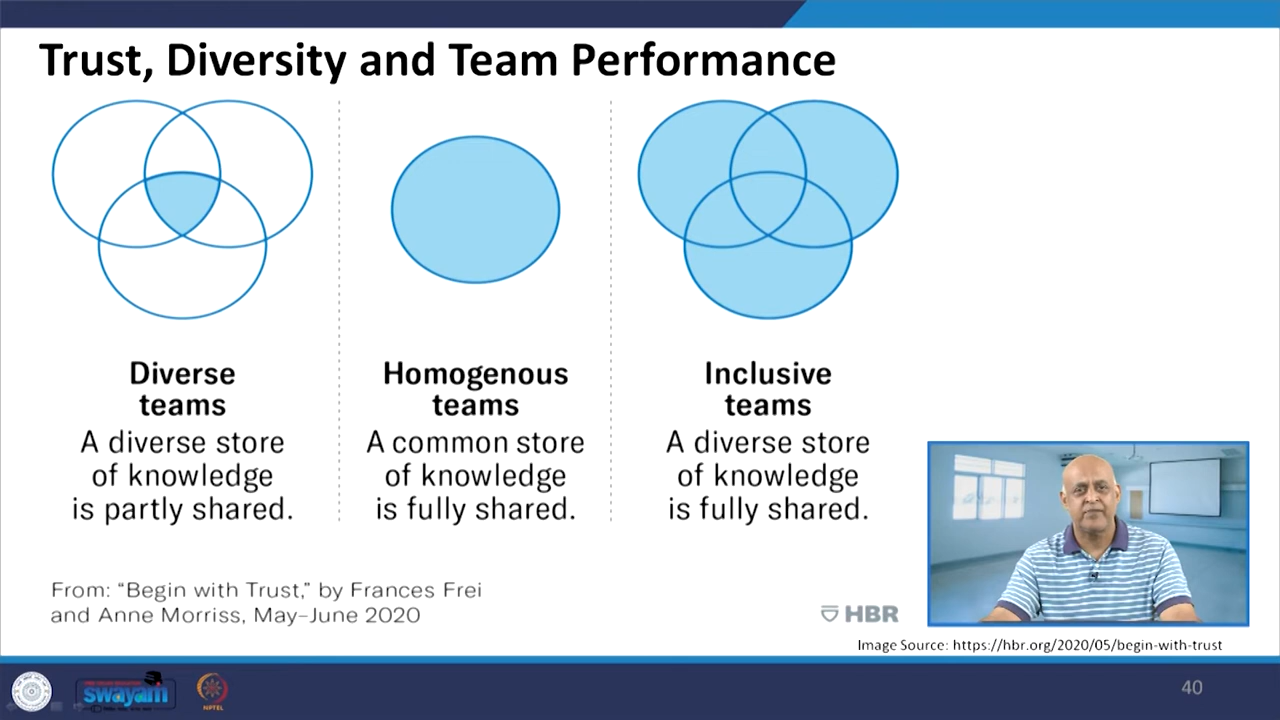 Trust, Diversity and Team Performance
Diverse
teams
A diverse store
of knowledge
is partly shared.
Homogenous
teams
A common store
of knowledge
is fully shared.
Inclusive
teams
A diverse store
of knowledge
is fully shared.
From: “Begin with Trust,” by Frances Frei
and Anne Morriss, May–June 2020
HBR
Image Source: https://hbr.org/2020/05/begin-with-trust
swayam
NPTEL
40